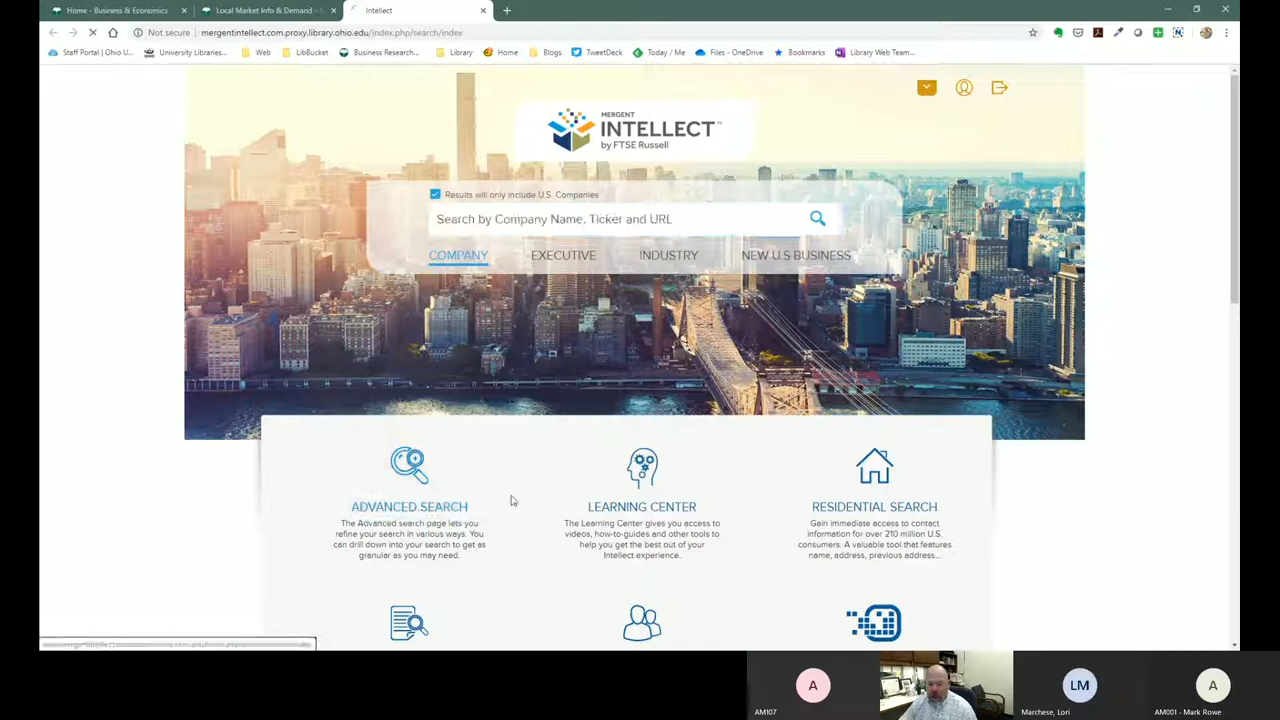 Home - Business & Economics
Local Market Info & Demand -
Intellect
Not secure
mergentintellect.com.proxy.library.ohio.edu/index.php/search/index
Staff Portal | Ohio U...
University Libraries...
Web
LibBucket
Business Research...
Library
Home
Blogs
TweetDeck
Today / Me
Files - OneDrive
Bookmarks
Library Web Team...
MERGENT
INTELLECT™
by FTSE Russell
Results will only include U.S. Companies
Search by Company Name, Ticker and URL
COMPANY
EXECUTIVE
INDUSTRY
NEW U.S BUSINESS
ADVANCED SEARCH
The Advanced search page lets you
refine your search in various ways. You
can drill down into your search to get as
granular as you may need.
LEARNING CENTER
The Learning Center gives you access to
videos, how-to-guides and other tools to
help you get the best out of your
Intellect experience.
RESIDENTIAL SEARCH
Gain immediate access to contact
information for over 210 million U.S.
consumers. A valuable tool that features
name, address, previous address...
A
AM107
LM
Marchese, Lori
A
AM001 - Mark Rowe